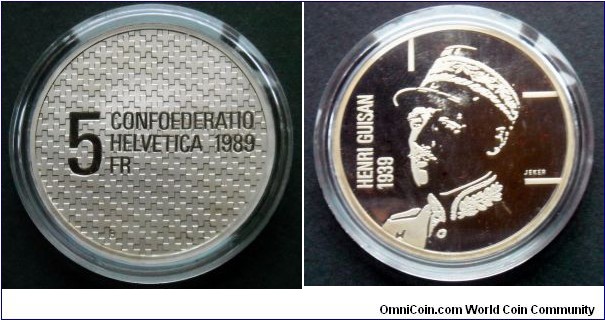 5 CONFOEDERATIO
HELVETICA 1989
FR
B
HENRI GUISAN
1939
JEKER
H G
OmniCoin.com World Coin Community